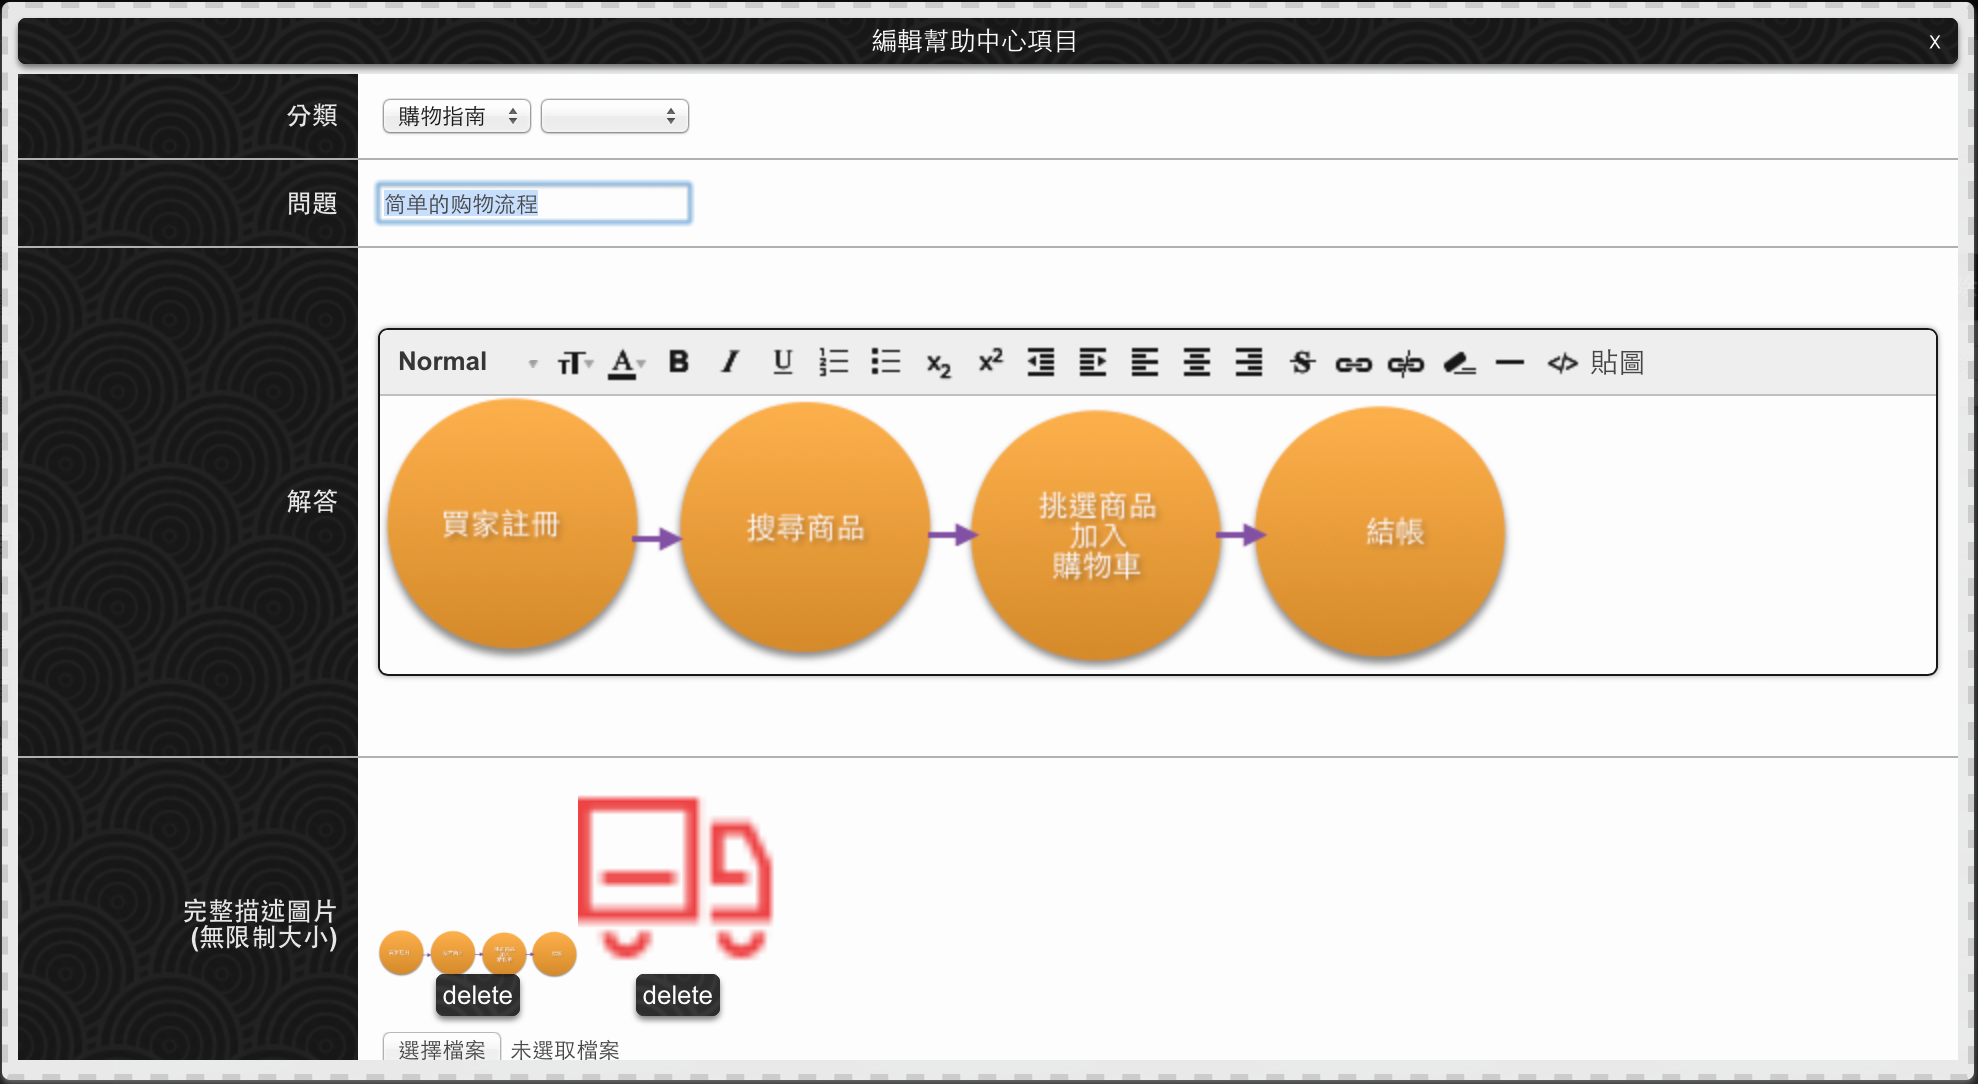 編輯幫助中心項目
X
分類
購物指南
問題
简单的购物流程
解答
Normal
貼圖
買家註冊
搜尋商品
挑選商品
加入
購物車
結帳
完整描述圖片
(無限制大小)
delete
delete
選擇檔案 未選取檔案